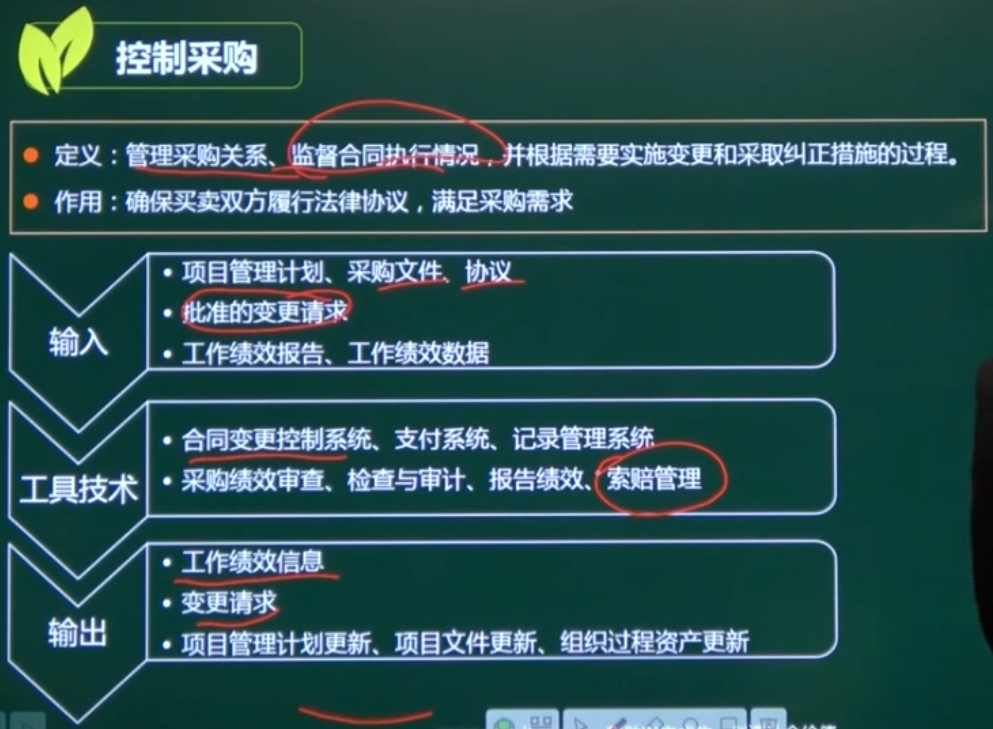 控制采购
定义：管理采购关系、监督合同执行情况，并根据需要实施变更和采取纠正措施的过程。
作用：确保买卖双方履行法律协议，满足采购需求
输入
• 项目管理计划、采购文件、协议
• 批准的变更请求
• 工作绩效报告、工作绩效数据
工具技术
• 合同变更控制系统、支付系统、记录管理系统
• 采购绩效审查、检查与审计、报告绩效、索赔管理
输出
• 工作绩效信息
• 变更请求
• 项目管理计划更新、项目文件更新、组织过程资产更新